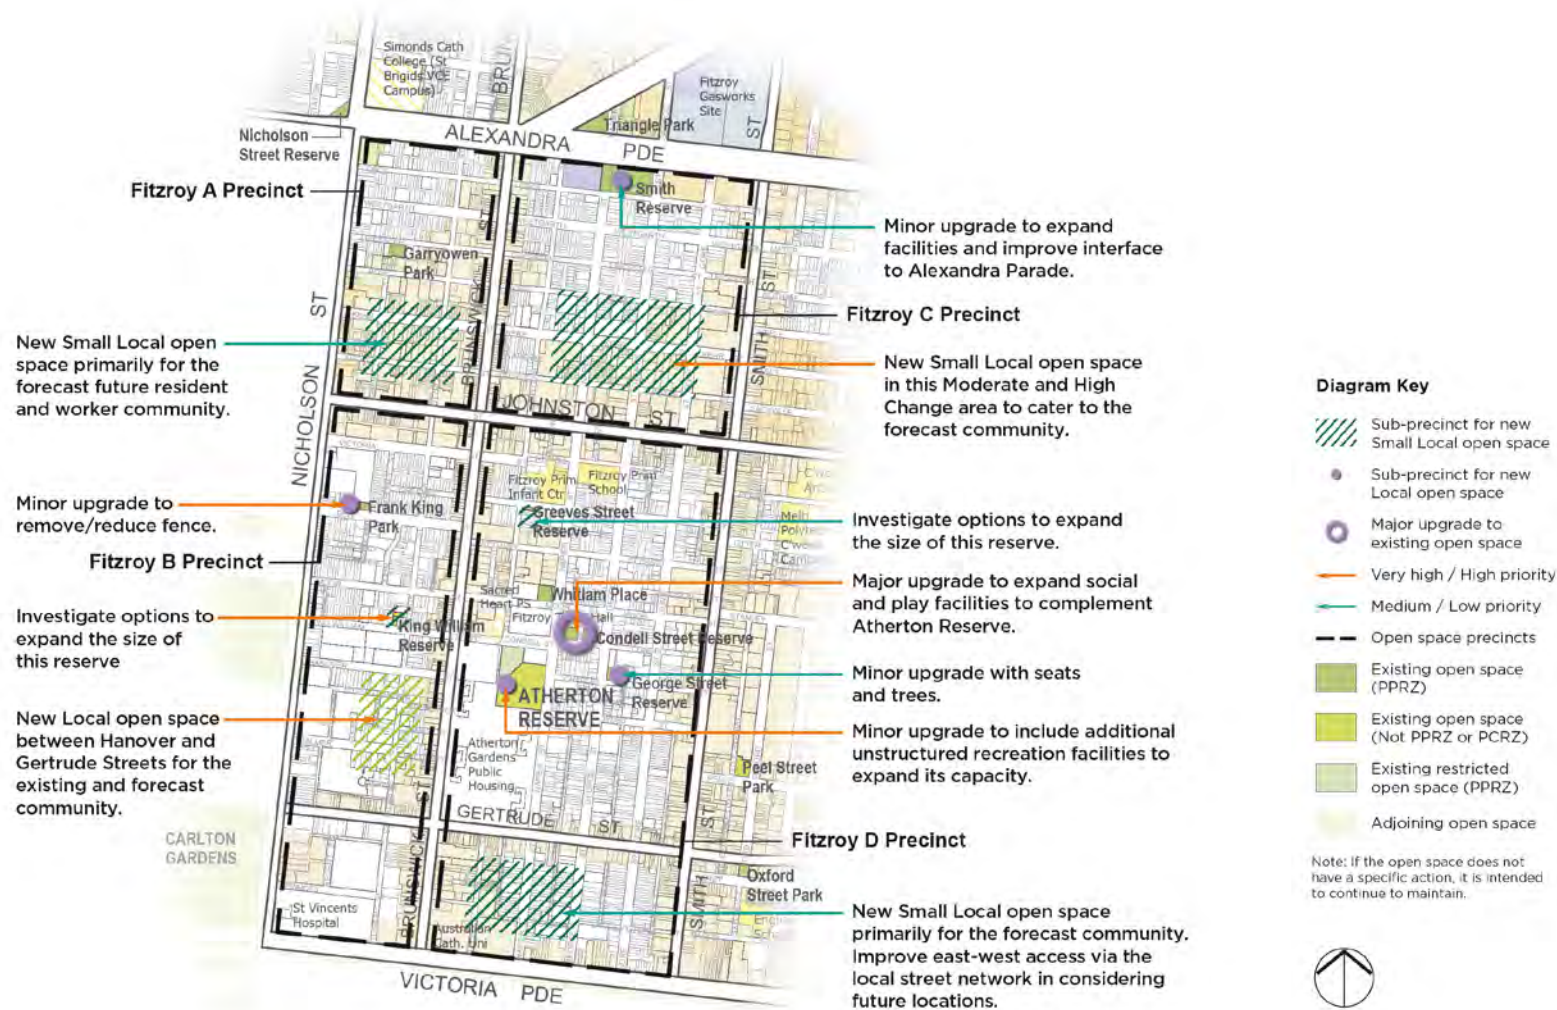 Simonds Cath
College (St
Brigids VCE
Campus)
BRUN
Fitzroy
Gasworks
Site
ST
Triangle Park
Nicholson
Street Reserve
ALEXANDRA
PDE
Fitzroy A Precinct
Smith
Reserve
ST
Garryowen
Park
Minor upgrade to expand
facilities and improve interface
to Alexandra Parade.
ST
ST
Fitzroy C Precinct
New Small Local open
space primarily for the
forecast future resident
and worker community.
BRUNSWICK
SMITH
New Small Local open space
in this Moderate and High
Change area to cater to the
forecast community.
NICHOLSON
JOHNSTON
ST
VICTORIA
Fitzroy Prim
Infant Ctr
Fitzroy Prim
School
Minor upgrade to
remove/reduce fence.
Frank King
Park
Greeves Street
Reserve
Investigate options to expand
the size of this reserve.
Fitzroy B Precinct
Sacred
Heart PS
Whitlam Place
Fitzroy
Hall
Condell Street Reserve
Major upgrade to expand social
and play facilities to complement
Atherton Reserve.
Investigate options to
expand the size of
this reserve
King William
Reserve
George Street
Reserve
Minor upgrade with seats
and trees.
ATHERTON
RESERVE
New Local open space
between Hanover and
Gertrude Streets for the
existing and forecast
community.
Minor upgrade to include additional
unstructured recreation facilities to
expand its capacity.
Atherton
Gardens
Public
Housing
Peel Street
Park
ST
GERTRUDE
ST
ST
Fitzroy D Precinct
CARLTON
GARDENS
BRUNSWICK
SMITH
Oxford
Street Park
St Vincents
Hospital
Australian
Cath. Uni
New Small Local open space
primarily for the forecast community.
Improve east-west access via the
local street network in considering
future locations.
VICTORIA
PDE
Diagram Key
Sub-precinct for new
Small Local open space
Sub-precinct for new
Local open space
Major upgrade to
existing open space
Very high / High priority
Medium / Low priority
Open space precincts
Existing open space
(PPRZ)
Existing open space
(Not PPRZ or PCRZ)
Existing restricted
open space (PPRZ)
Adjoining open space
Note: If the open space does not
have a specific action, it is intended
to continue to maintain.